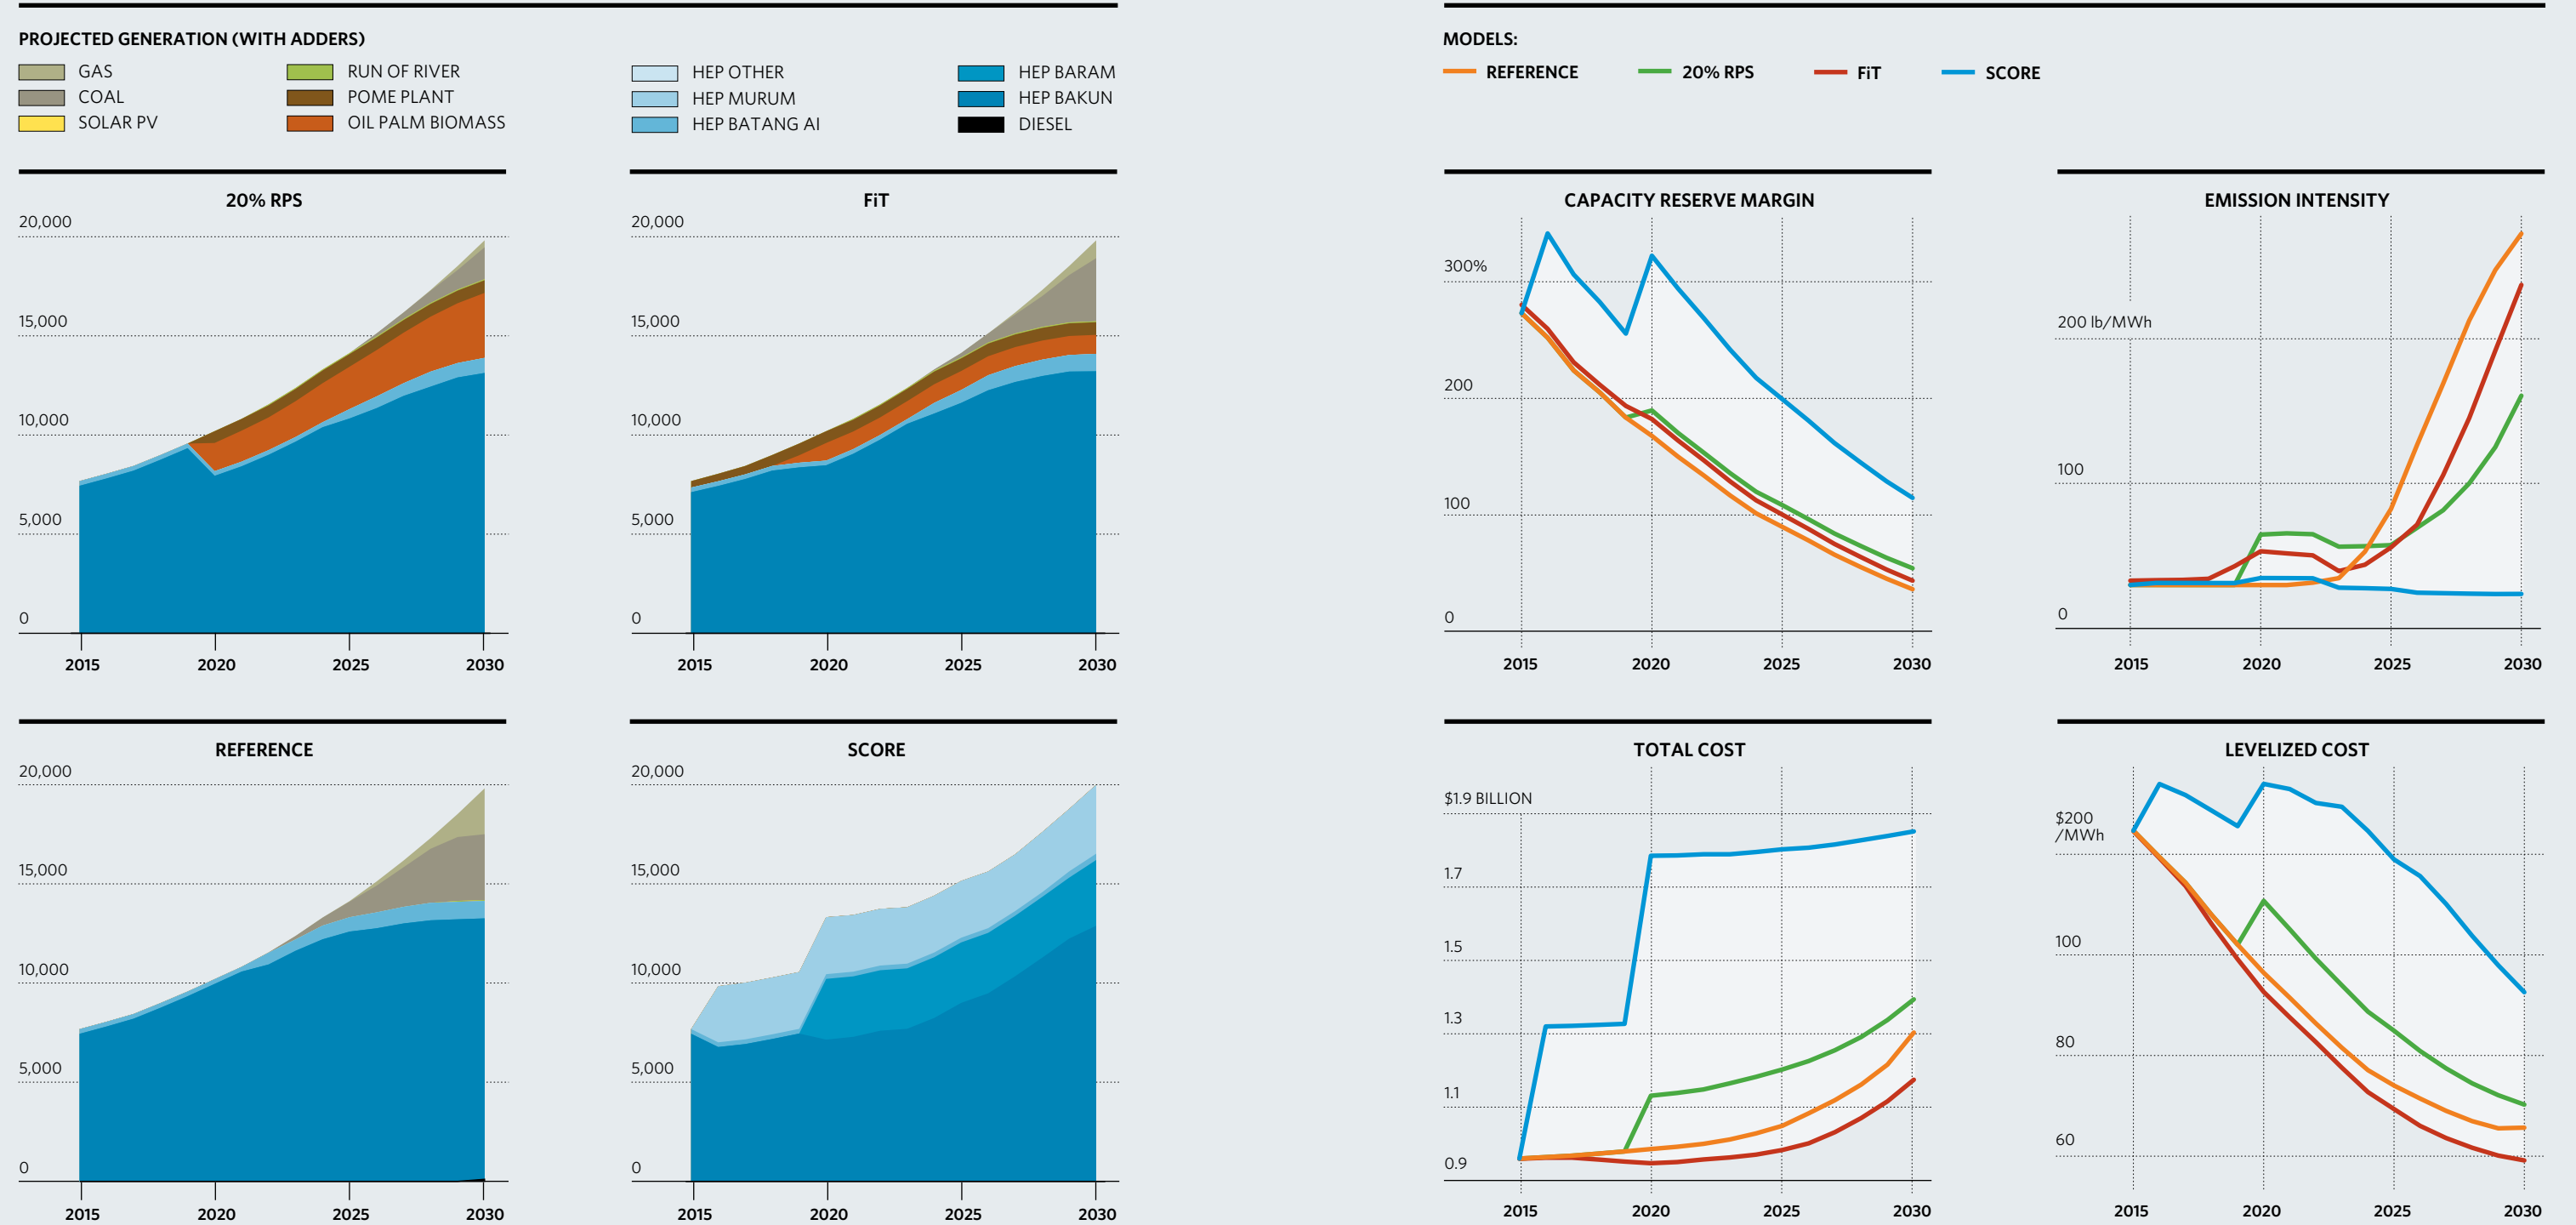 PROJECTED GENERATION (WITH ADDERS)
GAS
COAL
SOLAR PV
RUN OF RIVER
POME PLANT
OIL PALM BIOMASS
HEP OTHER
HEP MURUM
HEP BATANG AI
HEP BARAM
HEP BAKUN
DIESEL
20% RPS
20,000
15,000
10,000
5,000
0
2015 2020 2025 2030
FiT
20,000
15,000
10,000
5,000
0
2015 2020 2025 2030
REFERENCE
20,000
15,000
10,000
5,000
0
2015 2020 2025 2030
SCORE
20,000
15,000
10,000
5,000
0
2015 2020 2025 2030
MODELS:
REFERENCE 20% RPS FiT SCORE
CAPACITY RESERVE MARGIN
300%
200
100
0
2015 2020 2025 2030
EMISSION INTENSITY
200 lb/MWh
100
0
2015 2020 2025 2030
TOTAL COST
$1.9 BILLION
1.7
1.5
1.3
1.1
0.9
2015 2020 2025 2030
LEVELIZED COST
$200
/MWh
100
80
60
2015 2020 2025 2030